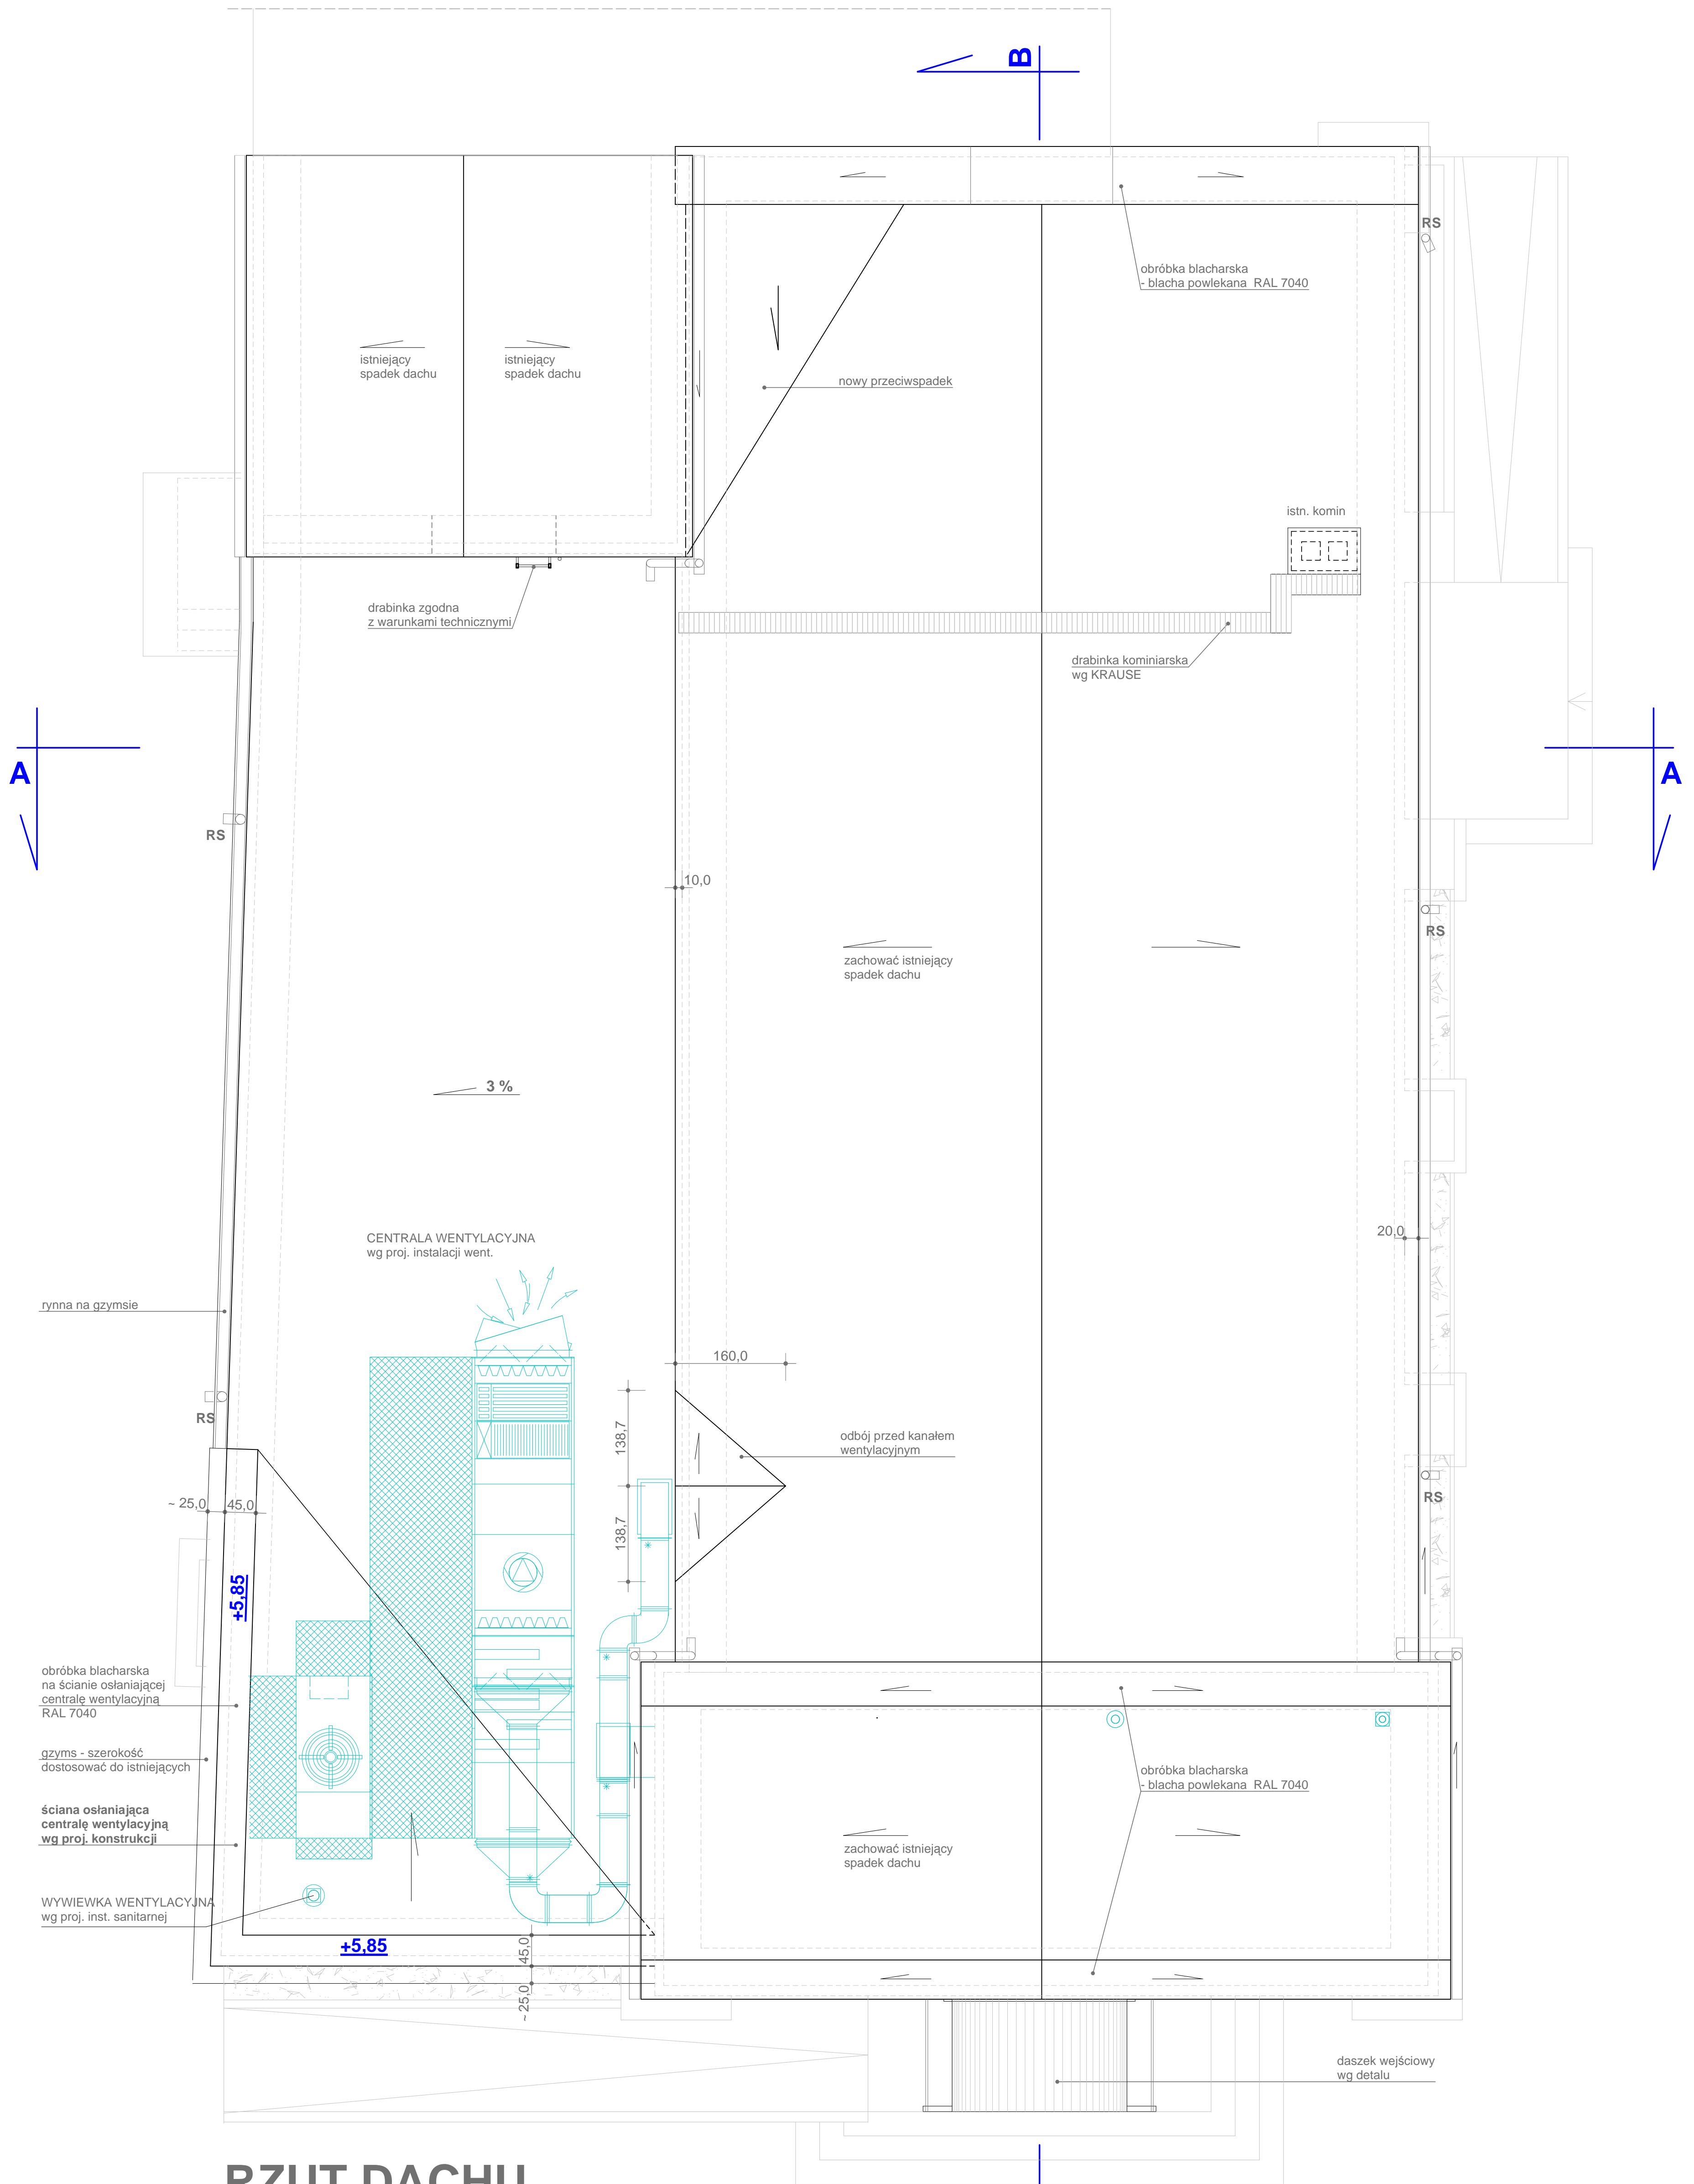 B
RS
obróbka blacharska
- blacha powlekana RAL 7040
istniejący
spadek dachu
istniejący
spadek dachu
nowy przeciwspadek
istn. komin
drabinka zgodna
z warunkami technicznymi
drabinka kominiarska
wg KRAUSE
A
A
RS
10,0
RS
zachować istniejący
spadek dachu
3 %
CENTRALA WENTYLACYJNA
wg proj. instalacji went.
20,0
rynna na gzymsie
160,0
RS
138,7
odbój przed kanałem
wentylacyjnym
RS
~ 25,0
45,0
138,7
+5,85
obróbka blacharska
na ścianie osłaniającej
centralę wentylacyjną
RAL 7040
gzyms - szerokość
dostosować do istniejących
obróbka blacharska
- blacha powlekana RAL 7040
ściana osłaniająca
centralę wentylacyjną
wg proj. konstrukcji
zachować istniejący
spadek dachu
WYWIEWKA WENTYLACYJNA
wg proj. inst. sanitarnej
+5,85
45,0
~ 25,0
daszek wejściowy
wg detalu
RZUT DACHU